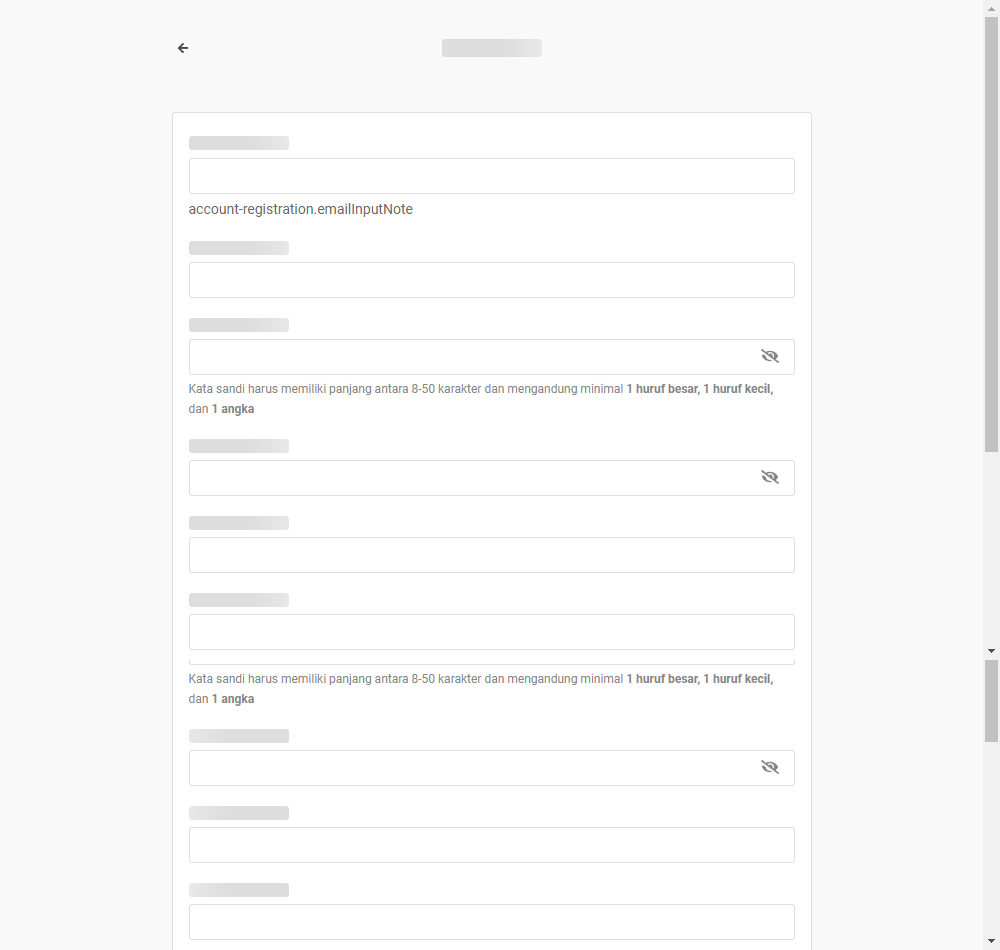 account-registration.emailInputNote
Kata sandi harus memiliki panjang antara 8-50 karakter dan mengandung minimal 1 huruf besar, 1 huruf kecil,
dan 1 angka
Kata sandi harus memiliki panjang antara 8-50 karakter dan mengandung minimal 1 huruf besar, 1 huruf kecil,
dan 1 angka